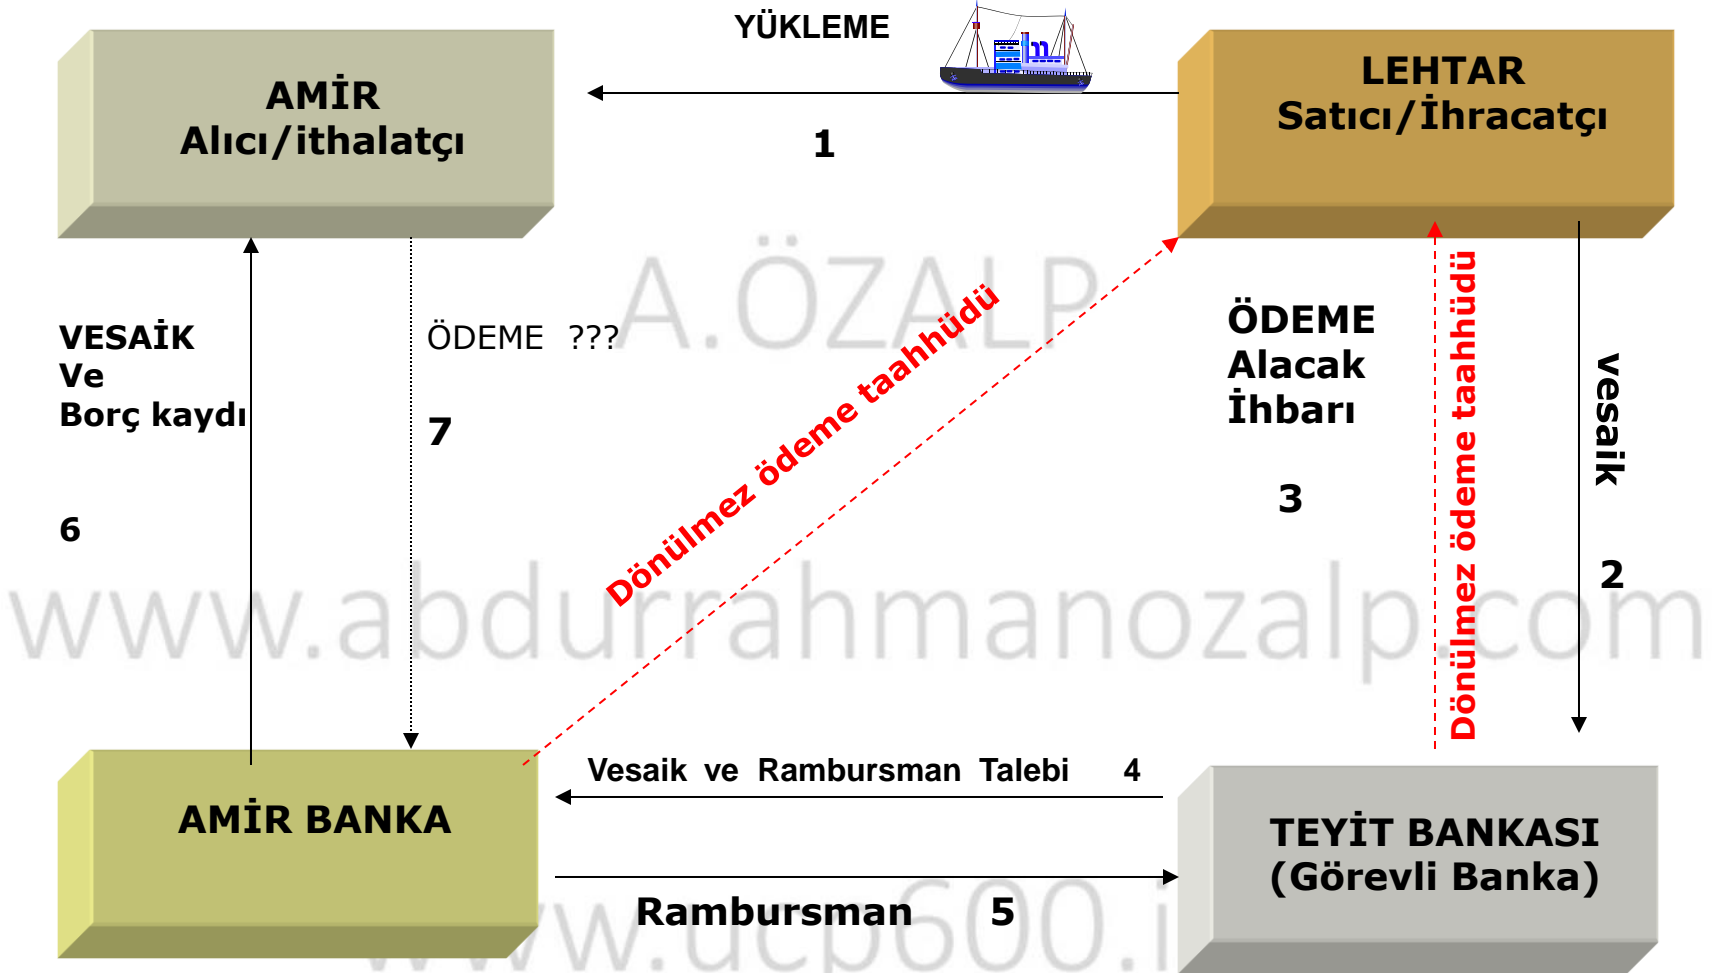 YÜKLEME
AMİR
Alıcı/ithalatçı
LEHTAR
Satıcı/İhracatçı
1
A.ÖZALP
VESAİK
Ve
Borç kaydı
6
ÖDEME ???
7
Dönülmez ödeme taahhüdü
ÖDEME
Alacak
İhbarı
3
Dönülmez ödeme taahhüdü
vesaik
2
www.abdurrahmanozalp.com
Vesaik ve Rambursman Talebi 4
AMİR BANKA
TEYİT BANKASI
(Görevli Banka)
Rambursman 5
www.ucp600.i